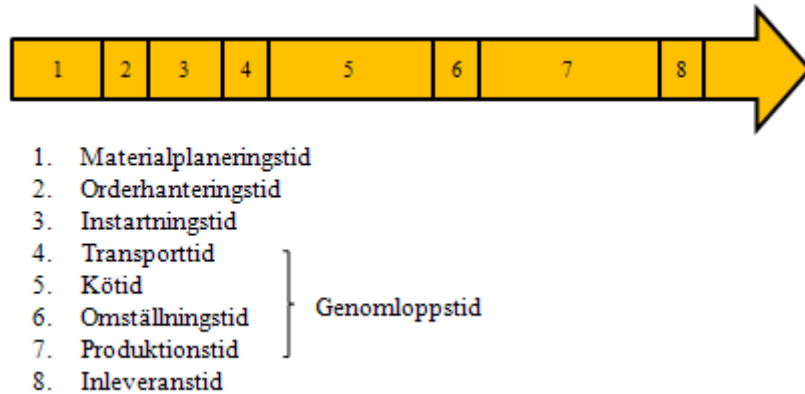 1 2 3 4 5 6 7 8
1. Materialplaneringstid
2. Orderhanteringstid
3. Instartningstid
4. Transporttid
5. Kötid
6. Omställningstid
7. Produktionstid
8. Inleveranstid
Genomloppstid